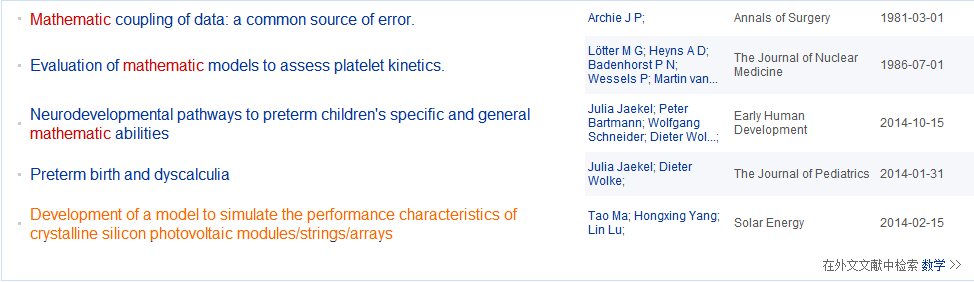 Mathematic coupling of data: a common source of error.
Archie J P;
Annals of Surgery
1981-03-01
Evaluation of mathematic models to assess platelet kinetics.
Lötter M G; Heyns A D;
Badenhorst P N;
Wessels P; Martin van...
The Journal of Nuclear
Medicine
1986-07-01
Neurodevelopmental pathways to preterm children's specific and general
mathematic abilities
Julia Jaekel; Peter
Bartmann; Wolfgang
Schneider; Dieter Wol...;
Early Human
Development
2014-10-15
Preterm birth and dyscalculia
Julia Jaekel; Dieter
Wolke;
The Journal of Pediatrics
2014-01-31
Development of a model to simulate the performance characteristics of
crystalline silicon photovoltaic modules/strings/arrays
Tao Ma; Hongxing Yang;
Lin Lu;
Solar Energy
2014-02-15
在外文文献中检索 数学 >>